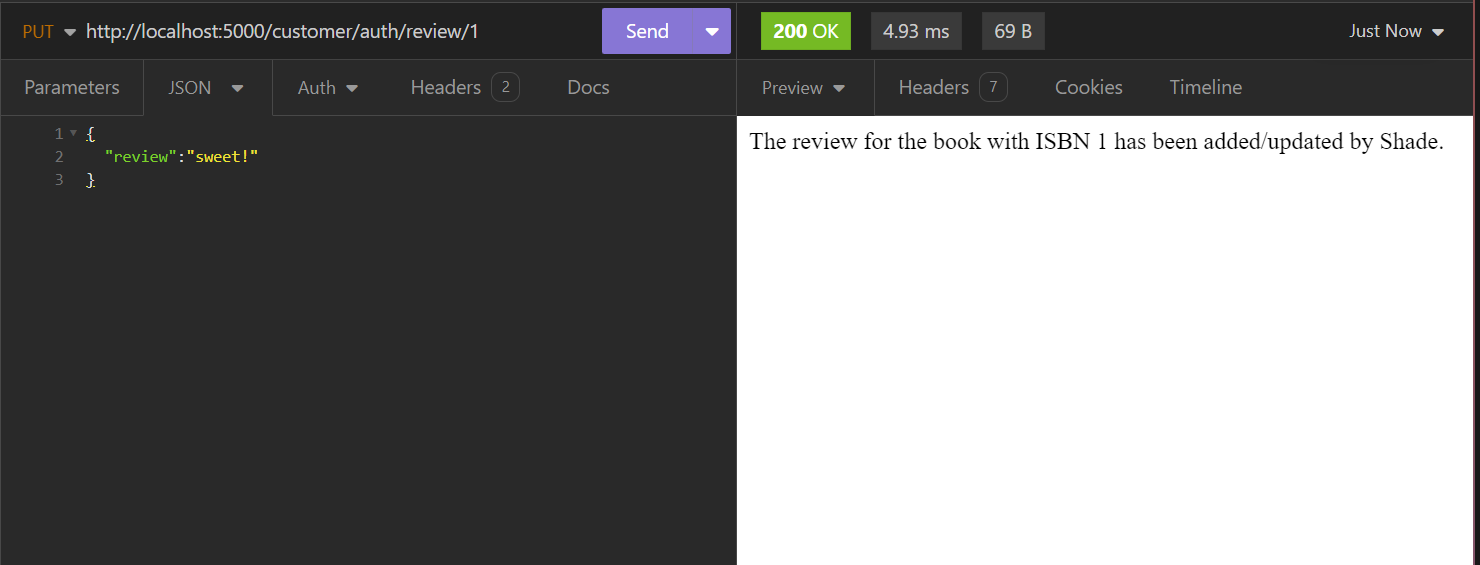 PUT http://localhost:5000/customer/auth/review/1 Send
200 OK 4.93 ms 69 B Just Now
Parameters JSON Auth Headers 2 Docs
Preview Headers 7 Cookies Timeline
1 {
2 "review":"sweet!"
3 }
The review for the book with ISBN 1 has been added/updated by Shade.